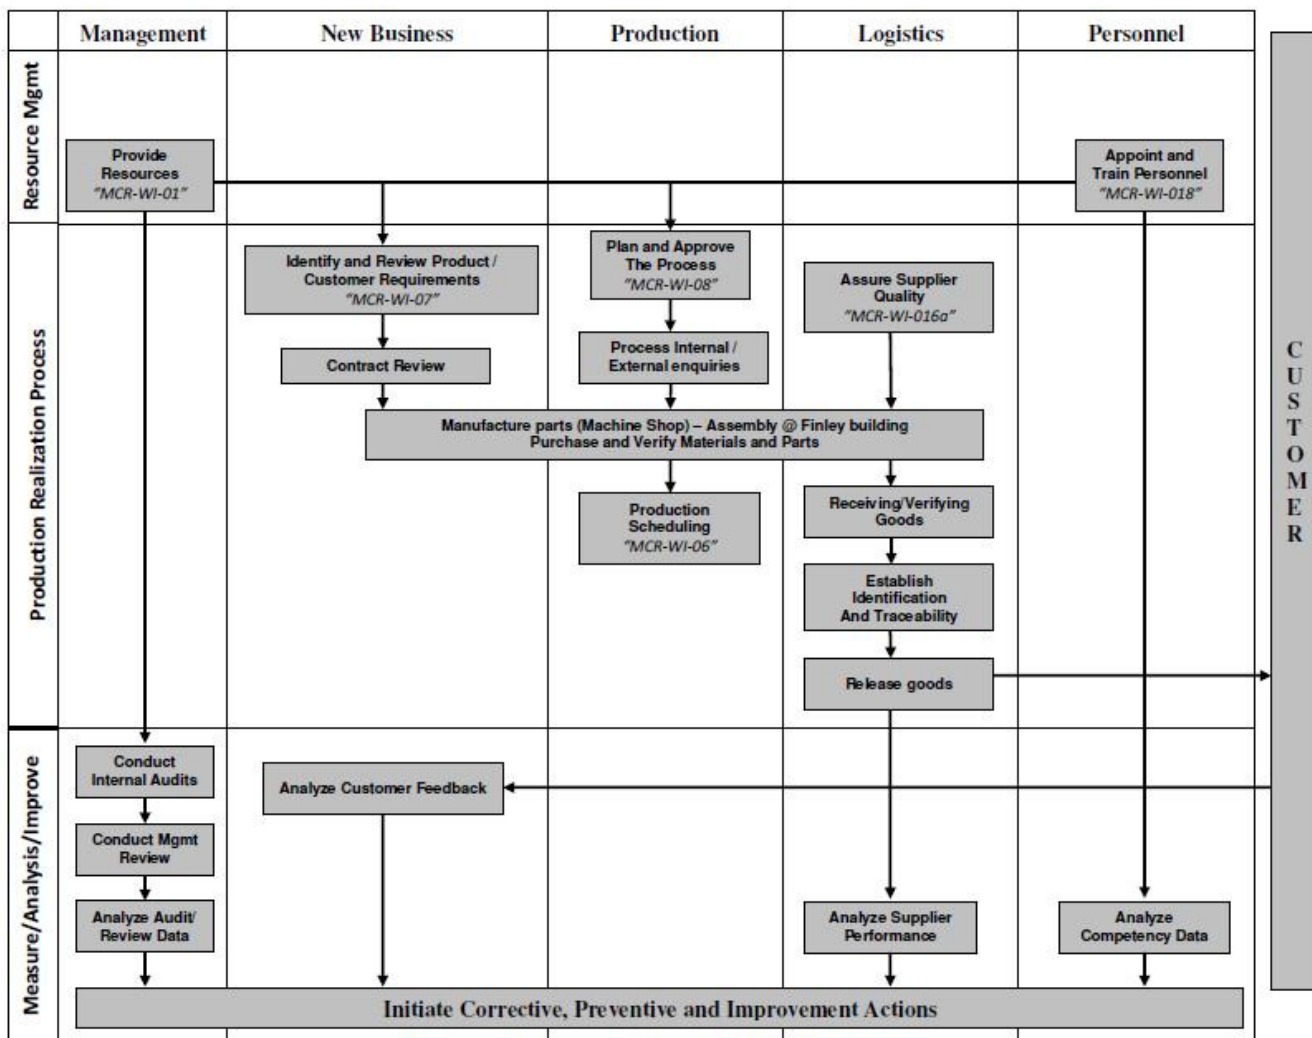 Management
New Business
Production
Logistics
Personnel
Resource Mgmt
Provide
Resources
"MCR-WI-01"
Appoint and
Train Personnel
"MCR-WI-018"
Production Realization Process
Identify and Review Product /
Customer Requirements
"MCR-WI-07"
Plan and Approve
The Process
"MCR-WI-08"
Assure Supplier
Quality
"MCR-WI-016a"
Contract Review
Process Internal /
External enquiries
Manufacture parts (Machine Shop) – Assembly @ Finley building
Purchase and Verify Materials and Parts
Production
Scheduling
"MCR-WI-06"
Receiving/Verifying
Goods
Establish
Identification
And Traceability
Release goods
CUSTOMER
Measure/Analysis/Improve
Conduct
Internal Audits
Analyze Customer Feedback
Conduct Mgmt
Review
Analyze Audit/
Review Data
Analyze Supplier
Performance
Analyze
Competency Data
Initiate Corrective, Preventive and Improvement Actions